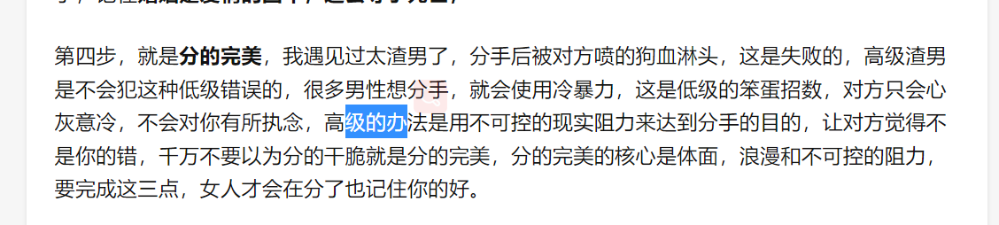 第四步，就是分的完美，我遇见过太渣男了，分手后被对方喷的狗血淋头，这是失败的，高级渣男
是不会犯这种低级错误的，很多男性想分手，就会使用冷暴力，这是低级的笨蛋招数，对方只会心
灰意冷，不会对你有所执念，高级的办法是用不可控的现实阻力来达到分手的目的，让对方觉得不
是你的错，千万不要以为分的干脆就是分的完美，分的完美的核心是体面，浪漫和不可控的阻力，
要完成这三点，女人才会在分了也记住你的好。